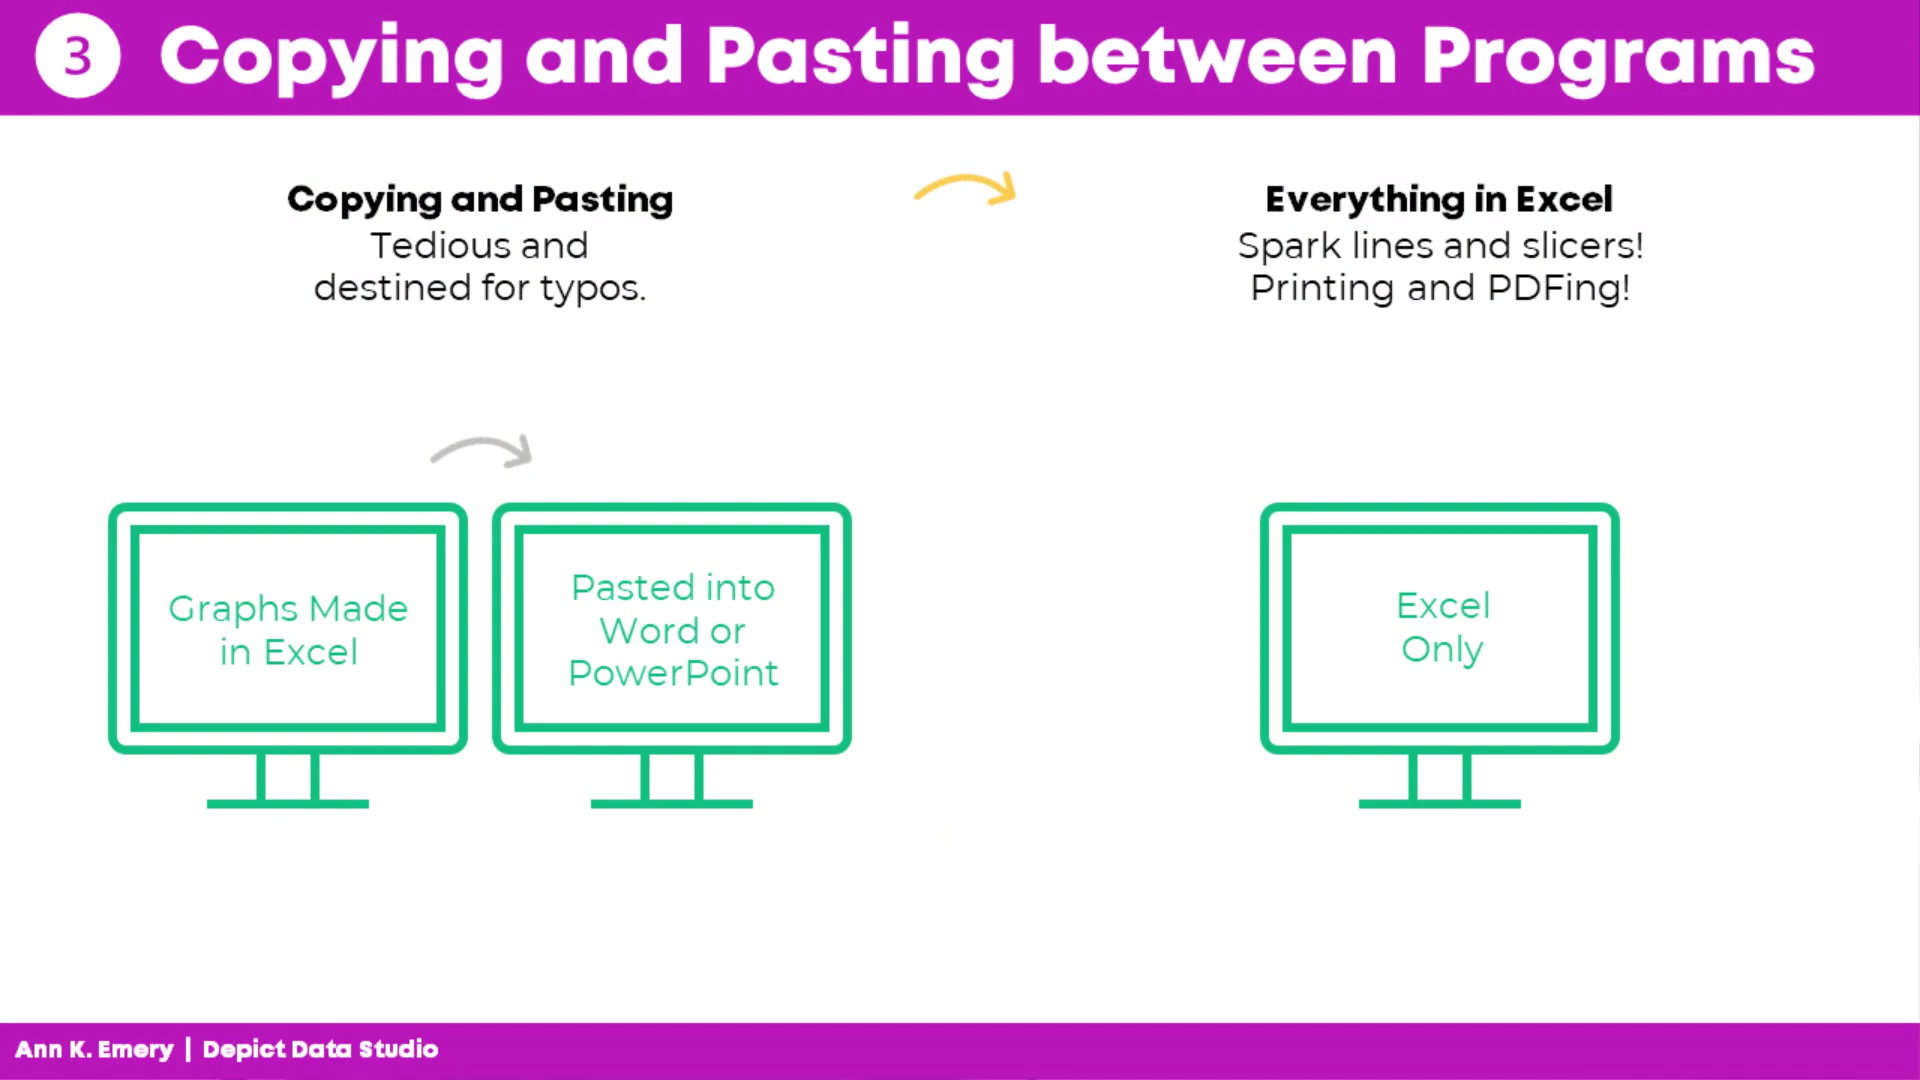 3 Copying and Pasting between Programs
Copying and Pasting
Tedious and
destined for typos.
Everything in Excel
Spark lines and slicers!
Printing and PDFing!
Graphs Made
in Excel
Pasted into
Word or
PowerPoint
Excel
Only
Ann K. Emery | Depict Data Studio